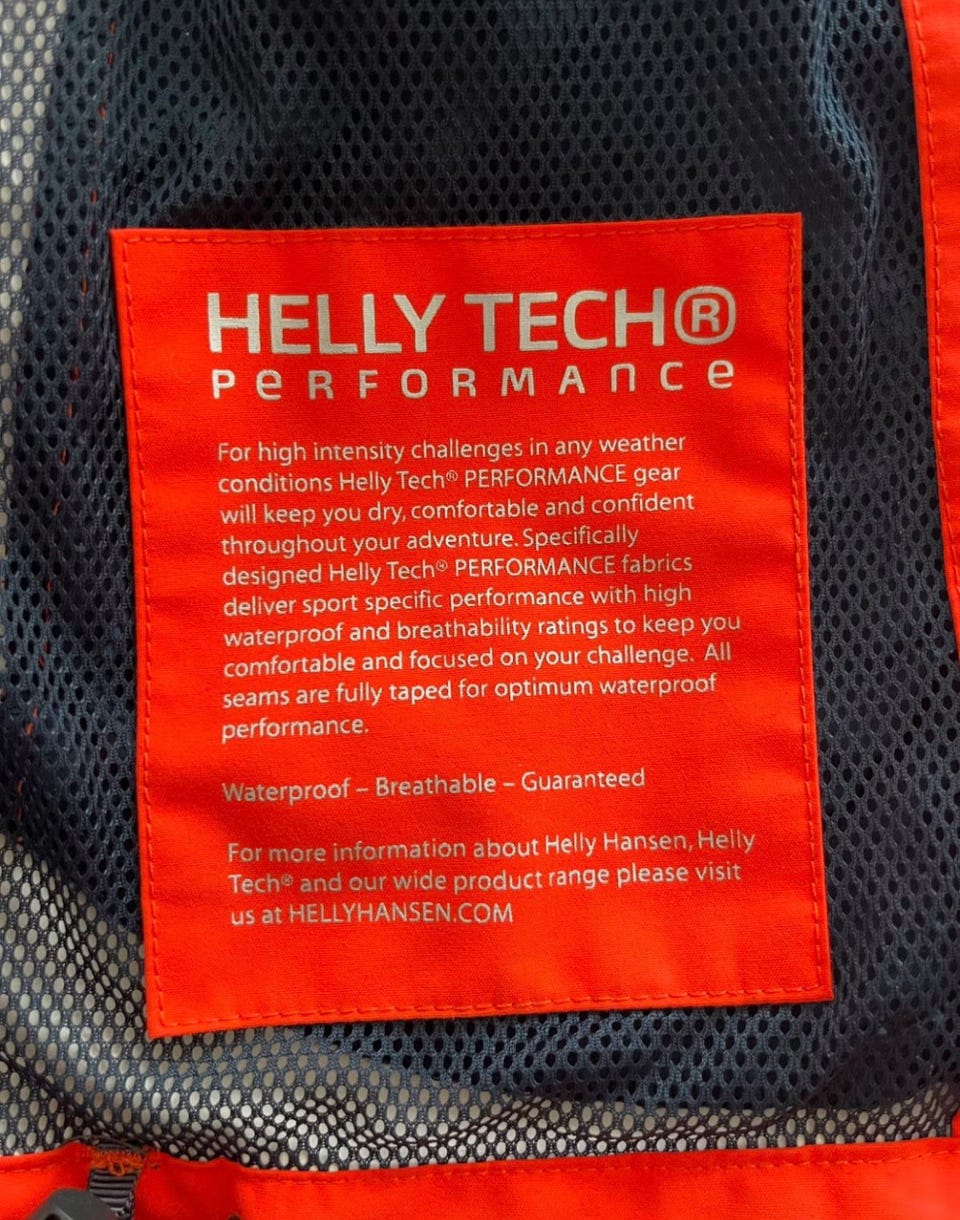 HELLY TECH®
PeRFORMAnce
For high intensity challenges in any weather
conditions Helly Tech® PERFORMANCE gear
will keep you dry, comfortable and confident
throughout your adventure. Specifically
designed Helly Tech® PERFORMANCE fabrics
deliver sport specific performance with high
waterproof and breathability ratings to keep you
comfortable and focused on your challenge. All
seams are fully taped for optimum waterproof
performance.
Waterproof – Breathable – Guaranteed
For more information about Helly Hansen, Helly
Tech® and our wide product range please visit
us at HELLYHANSEN.COM